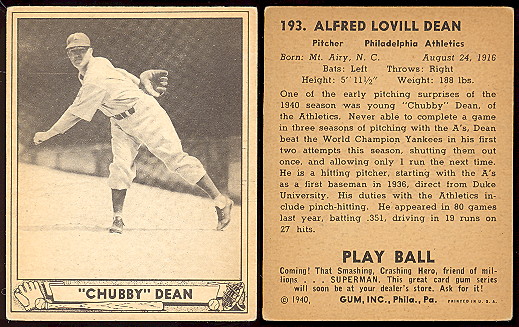 "CHUBBY" DEAN
193. ALFRED LOVILL DEAN
Pitcher Philadelphia Athletics
Born: Mt. Airy, N. C. August 24, 1916
Bats: Left Throws: Right
Height: 5' 11½" Weight: 188 lbs.
One of the early pitching surprises of the
1940 season was young "Chubby" Dean, of
the Athletics. Never able to complete a game
in three seasons of pitching with the A's, Dean
beat the World Champion Yankees in his first
two attempts this season, shutting them out
once, and allowing only 1 run the next time.
He is a hitting pitcher, starting with the A's
as a first baseman in 1936, direct from Duke
University. His duties with the Athletics in-
clude pinch-hitting. He appeared in 80 games
last year, batting .351, driving in 19 runs on
27 hits.
PLAY BALL
Coming! That Smashing, Crashing Hero, friend of mil-
lions . . . SUPERMAN. This great card gum series
will soon be at your dealer's store. Ask for it!
© 1940, GUM, INC., Phila., Pa. PRINTED IN U. S. A.